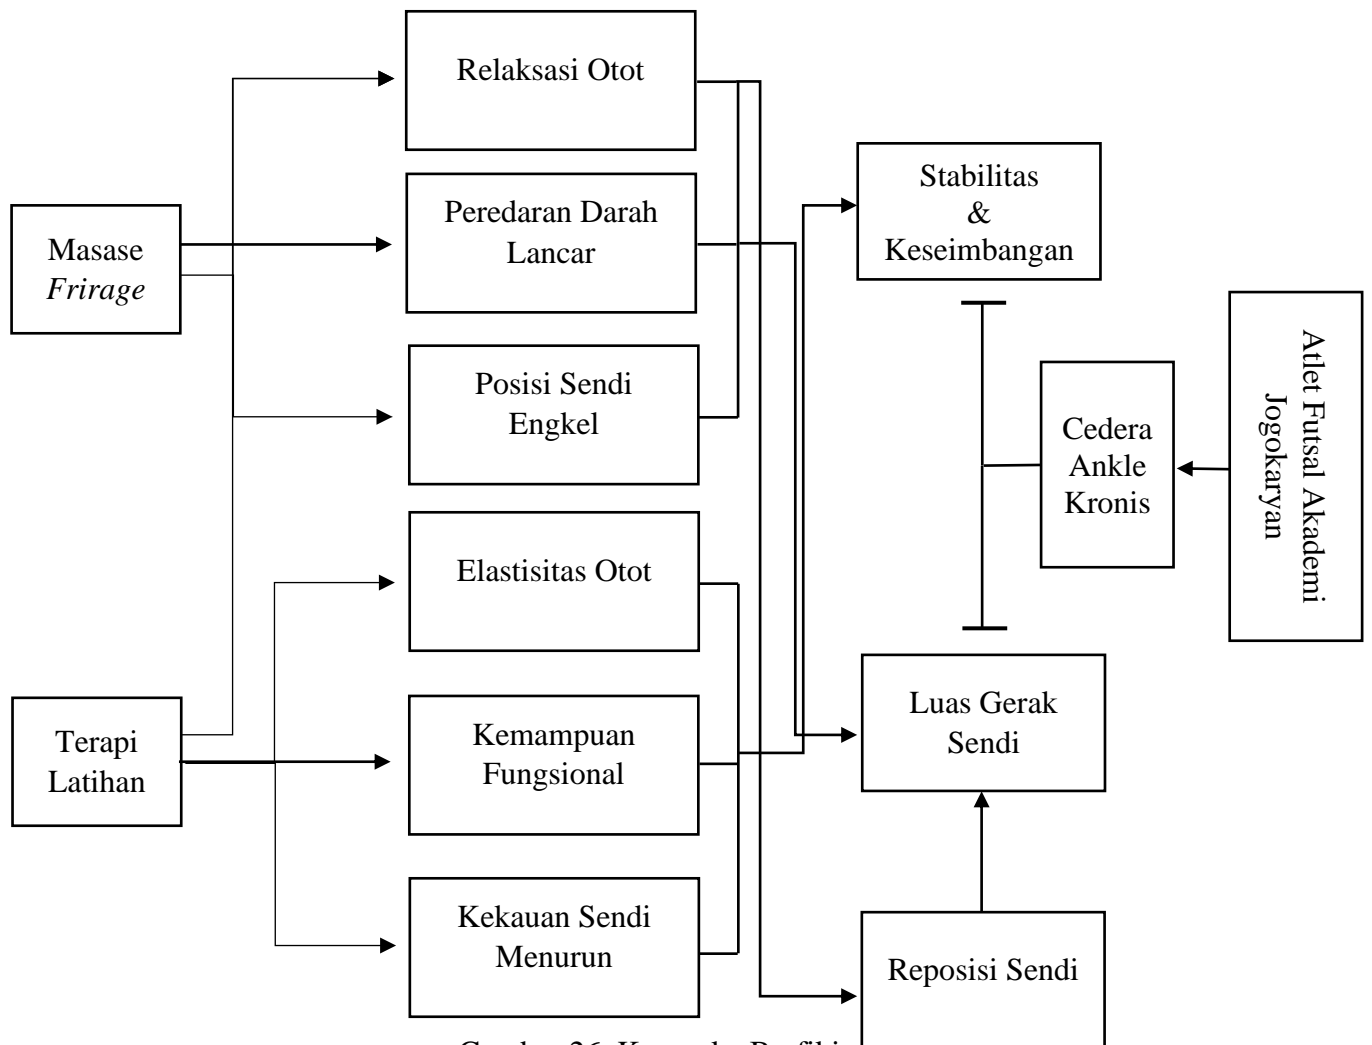 Relaksasi Otot
Peredaran Darah
Lancar
Posisi Sendi
Engkel
Elastisitas Otot
Kemampuan
Fungsional
Kekauan Sendi
Menurun
Masase
Frirage
Terapi
Latihan
Stabilitas
&
Keseimbangan
Luas Gerak
Sendi
Reposisi Sendi
Cedera
Ankle
Kronis
Atlet Futsal Akademi
Jogokaryan